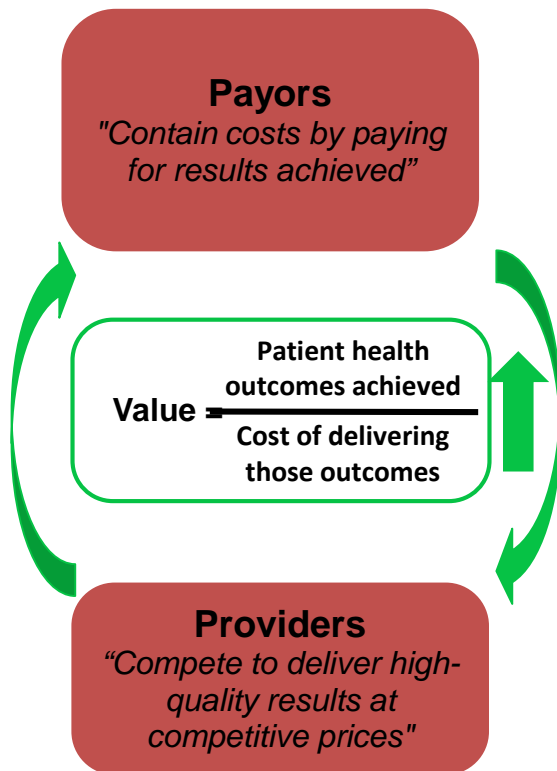 Payors
"Contain costs by paying
for results achieved”
Patient health
outcomes achieved
Value =
Cost of delivering
those outcomes
Providers
“Compete to deliver high-
quality results at
competitive prices"